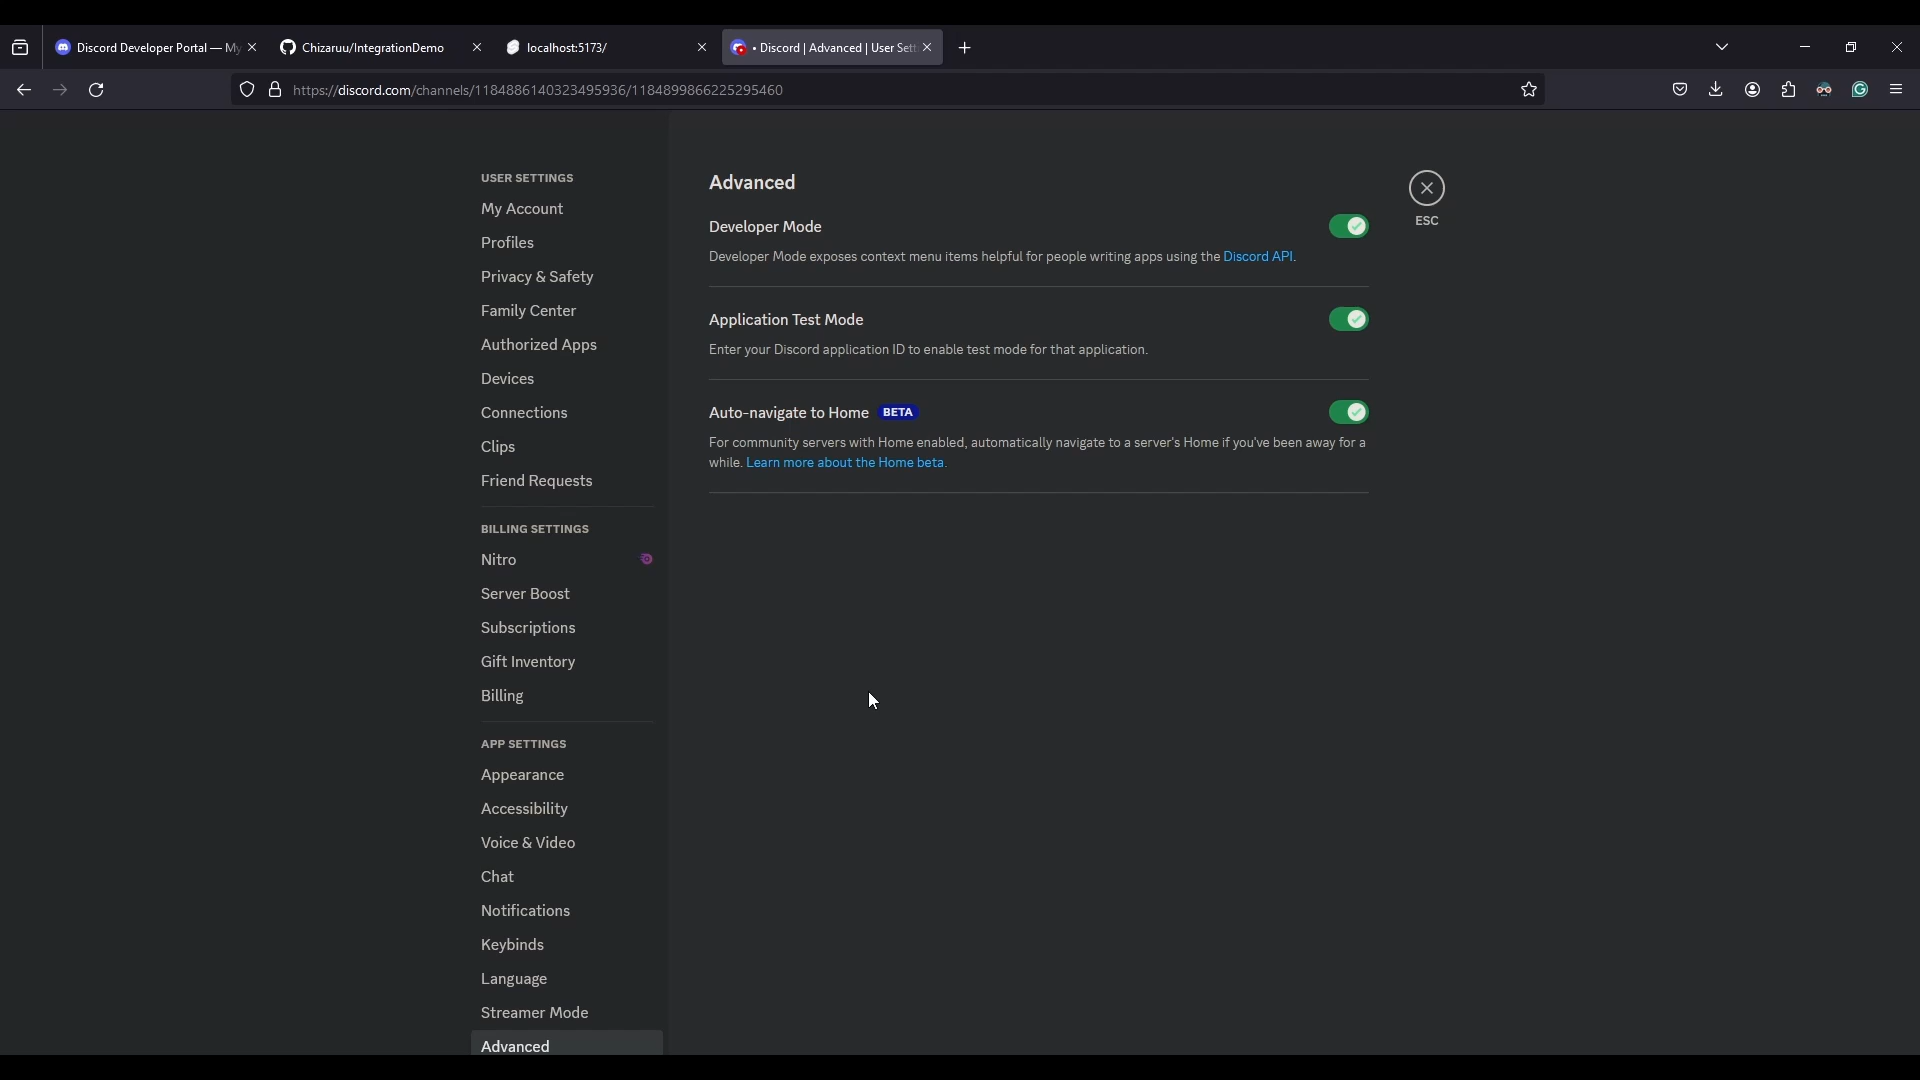 Discord Developer Portal — My
Chizaruu/IntegrationDemo
localhost:5173/
• Discord | Advanced | User Sett
https://discord.com/channels/1184886140323495936/1184899866225295460
USER SETTINGS
My Account
Profiles
Privacy & Safety
Family Center
Authorized Apps
Devices
Connections
Clips
Friend Requests
BILLING SETTINGS
Nitro
Server Boost
Subscriptions
Gift Inventory
Billing
APP SETTINGS
Appearance
Accessibility
Voice & Video
Chat
Notifications
Keybinds
Language
Streamer Mode
Advanced
Advanced
Developer Mode
Developer Mode exposes context menu items helpful for people writing apps using the Discord API.
Application Test Mode
Enter your Discord application ID to enable test mode for that application.
Auto-navigate to Home BETA
For community servers with Home enabled, automatically navigate to a server's Home if you've been away for a
while. Learn more about the Home beta.
ESC